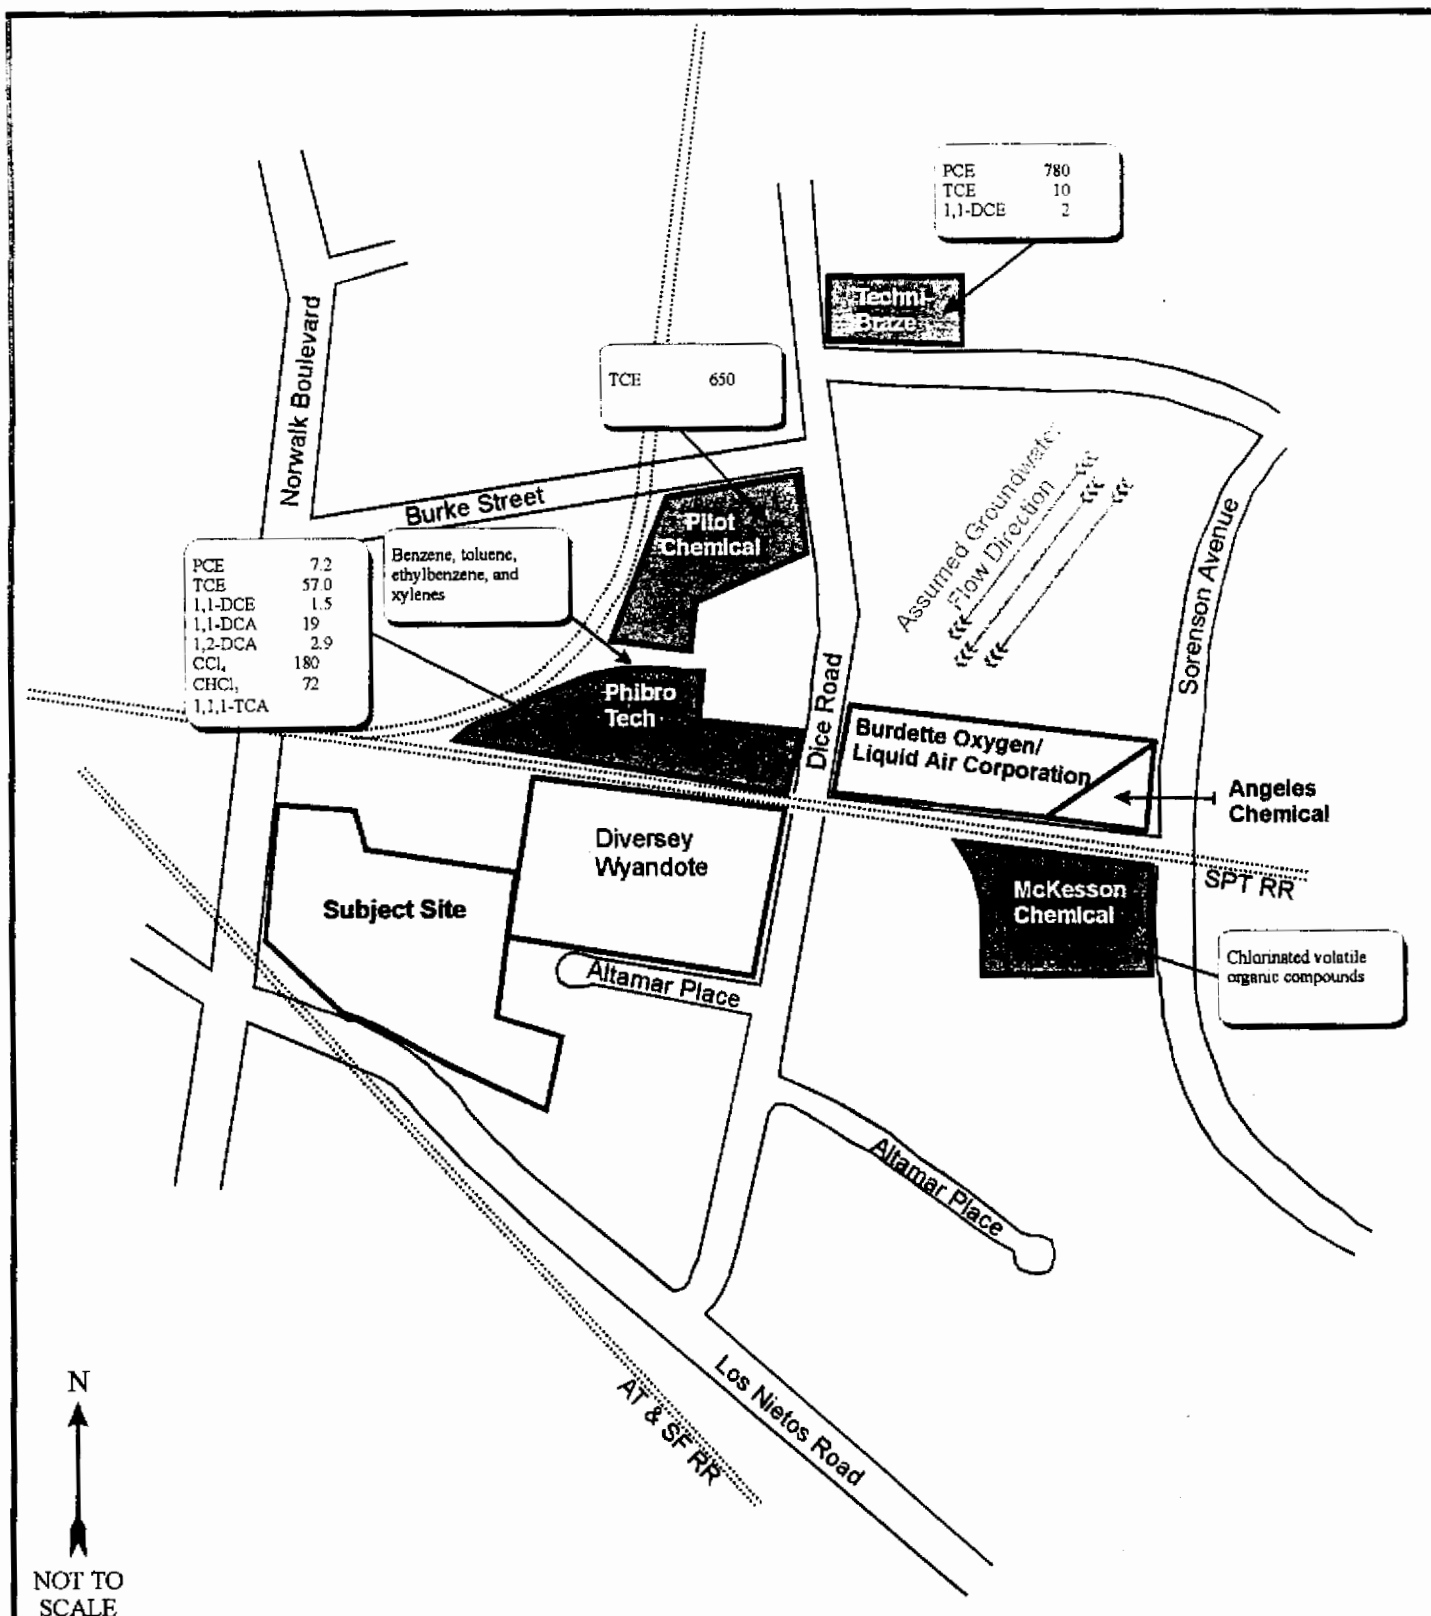 PCE 780
TCE 10
1,1-DCE 2
Techni-
Braze
TCE 650
Norwalk Boulevard
Burke Street
Pilot
Chemical
Assumed Groundwater
Flow Direction
Sorenson Avenue
PCE 7.2
TCE 57.0
1,1-DCE 1.5
1,1-DCA 19
1,2-DCA 2.9
CCl₄ 180
CHCl₃ 72
1,1,1-TCA
Benzene, toluene,
ethylbenzene, and
xylenes
Phibro
Tech
Dice Road
Burdette Oxygen/
Liquid Air Corporation
Angeles
Chemical
Diversey
Wyandote
Subject Site
McKesson
Chemical
SPT RR
Chlorinated volatile
organic compounds
Altamar Place
Altamar Place
Los Nietos Road
AT & SF RR
N
NOT TO
SCALE